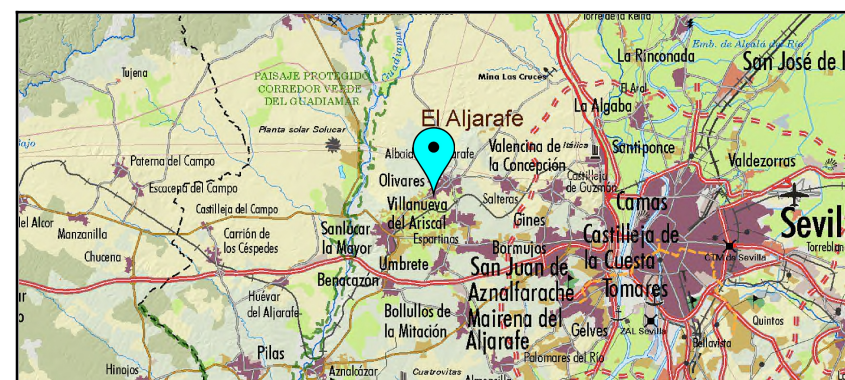 Torre de la Reina
La Rinconada
Emb. de Alcalá del Río
San José de l
Tujena
PAISAJE PROTEGIDO
CORREDOR VERDE
DEL GUADIAMAR
Guadiamar
Mina Las Cruces
El Aral
La Algaba
El Aljarafe
Planta solar Solucar
Valencina de
la Concepción
Itálica
Santiponce
Valdezorras
Paterna del Campo
Olivares
Castilleja
de Guzmán
Escacena del Campo
Salteras
Camas
Villanueva
del Ariscal
Castilleja del Campo
Gines
Sevil
Manzanilla
Carrión de
los Céspedes
Sanlúcar
la Mayor
Espartinas
Bormujos
Castilleja de
la Cuesta
Torreblan
Chucena
Umbrete
CTM de Sevilla
San Juan de
Aznalfarache
Tomares
Benacazón
Huévar
del Aljarafe
Bollullos de
la Mitación
Mairena del
Aljarafe
Gelves
ZAL Sevilla
Quintos
Bellavista
Pilas
Palomares del Río
Hinojos
Aznalcázar
Cuatrovitas